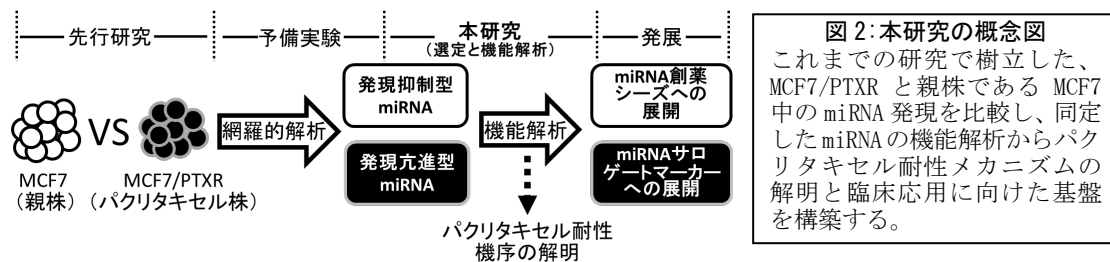 先行研究
予備実験
本研究
(選定と機能解析)
発展
MCF7
(親株)
VS
MCF7/PTXR
(パクリタキセル株)
網羅的解析
発現抑制型
miRNA
発現亢進型
miRNA
機能解析
パクリタキセル耐性
機序の解明
miRNA創薬
シーズへの
展開
miRNAサロ
ゲートマーカー
への展開
図2:本研究の概念図
これまでの研究で樹立した、
MCF7/PTXR と親株である MCF7
中の miRNA 発現を比較し、同定
した miRNA の機能解析からパク
リタキセル耐性メカニズムの
解明と臨床応用に向けた基盤
を構築する。